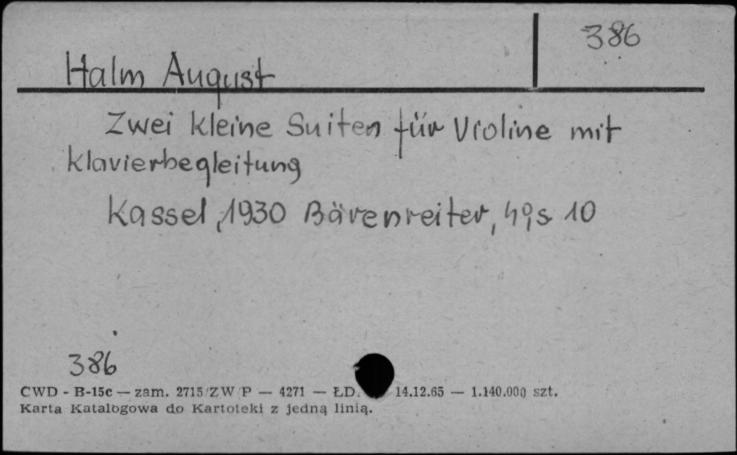 386
Halm August
Zwei kleine Suiten für Violine mit
Klavierbegleitung
Kassel, 1930 Bärenreiter, 4°, s 10
386
CWD - B-15c — zam. 2715/ZW/P — 4271 — ŁD. 14.12.65 — 1.140.000 szt.
Karta Katalogowa do Kartoteki z jedną linią.